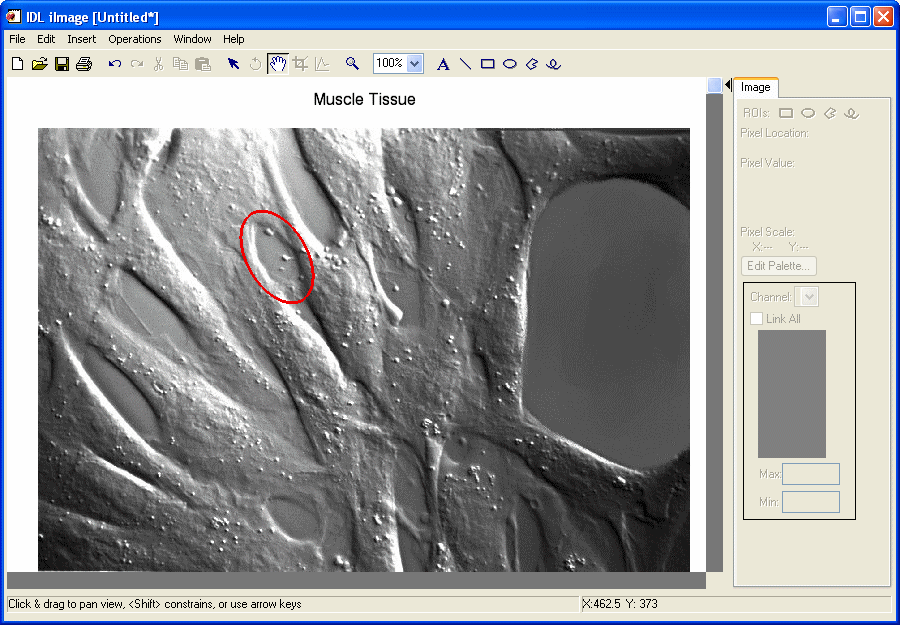 IDL iImage [Untitled*]
File Edit Insert Operations Window Help
100% A
Muscle Tissue
Image
ROIs:
Pixel Location:
Pixel Value:
Pixel Scale:
X:--- Y:---
Edit Palette...
Channel:
Link All
Max:
Min:
Click & drag to pan view, <Shift> constrains, or use arrow keys X:462.5 Y: 373